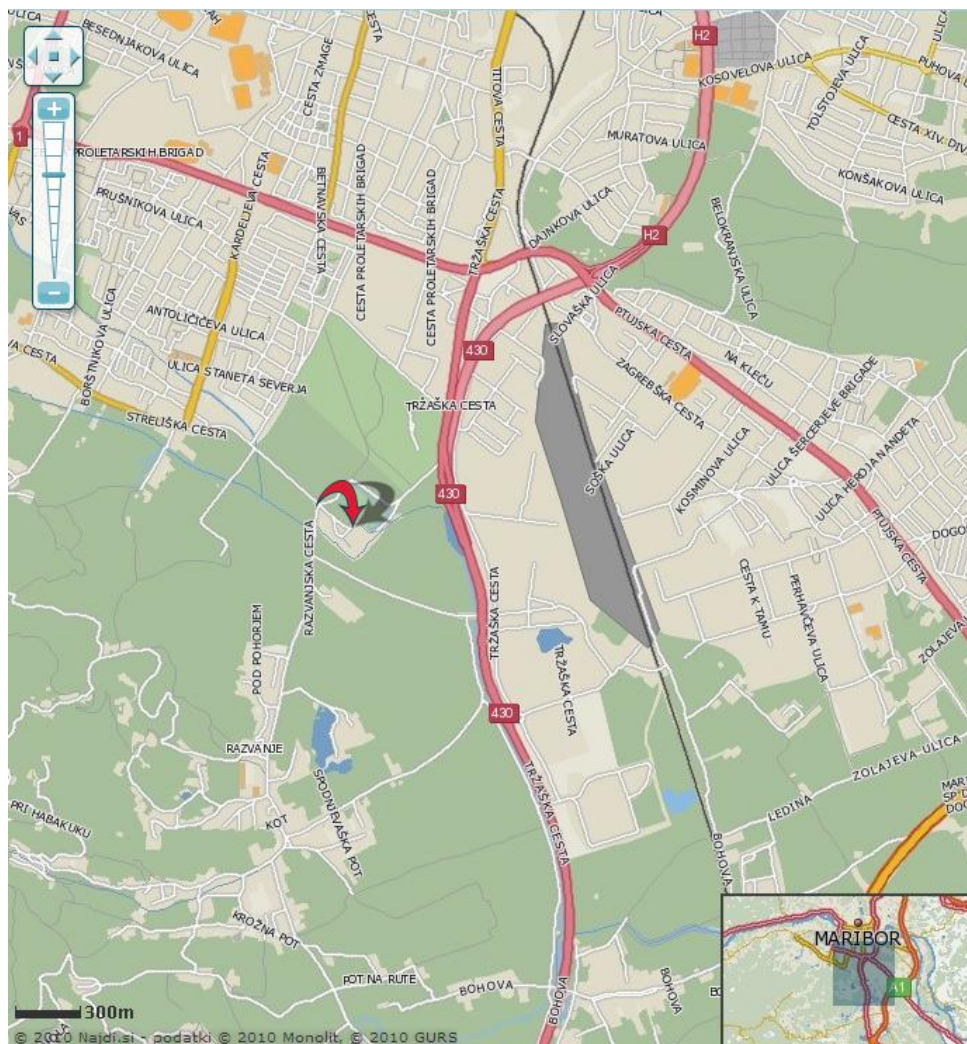 BESEDNJAKOVA ULICA
CESTA
CESTA ZMAGE
TITOVA CESTA
H2
KOSOVELOVA ULICA
ULICA
PUHOVA
TOLSTOJEVA ULICA
CESTA XIV. DIV
1
PROLETARSKIH BRIGAD
MURATOVA ULICA
KONŠAKOVA ULICA
PRUŠNIKOVA ULICA
KARDELJEVA CESTA
BETNAVSKA CESTA
CESTA PROLETARSKIH BRIGAD
CESTA PROLETARSKIH BRIGAD
TRŽAŠKA CESTA
DAJNKOVA ULICA
H2
BELOKRANJSKA ULICA
BORŠTNIKOVA ULICA
ANTOLIČIČEVA ULICA
SLOVAŠKA ULICA
PTUJSKA CESTA
VA CESTA
ULICA STANETA SEVERJA
430
NA KLEČU
ZAGREBŠKA CESTA
STRELIŠKA CESTA
TRŽAŠKA CESTA
ULICA ŠERCERJEVE BRIGADE
SOŠKA ULICA
KOSMINOVA ULICA
ULICA HEROJA NANDETA
430
RAZVANJSKA CESTA
PTUJSKA CESTA
DOGO
TRŽAŠKA CESTA
CESTA K TAMU
PERHAVČEVA ULICA
POD POHORJEM
ZOLAJEVA
TRŽAŠKA CESTA
430
RAZVANJE
ZOLAJEVA ULICA
SPODNJEVAŠKA POT
TRŽAŠKA CESTA
LEDINA
PRI HABAKUKU
KOT
BOHOVA
KROŽNA POT
MARIBOR
POT NA RUTE
BOHOVA
BOHOVA
BOHOVA
A1
300m
© 2010 Najdi.si - podatki © 2010 Monolit, © 2010 GURS